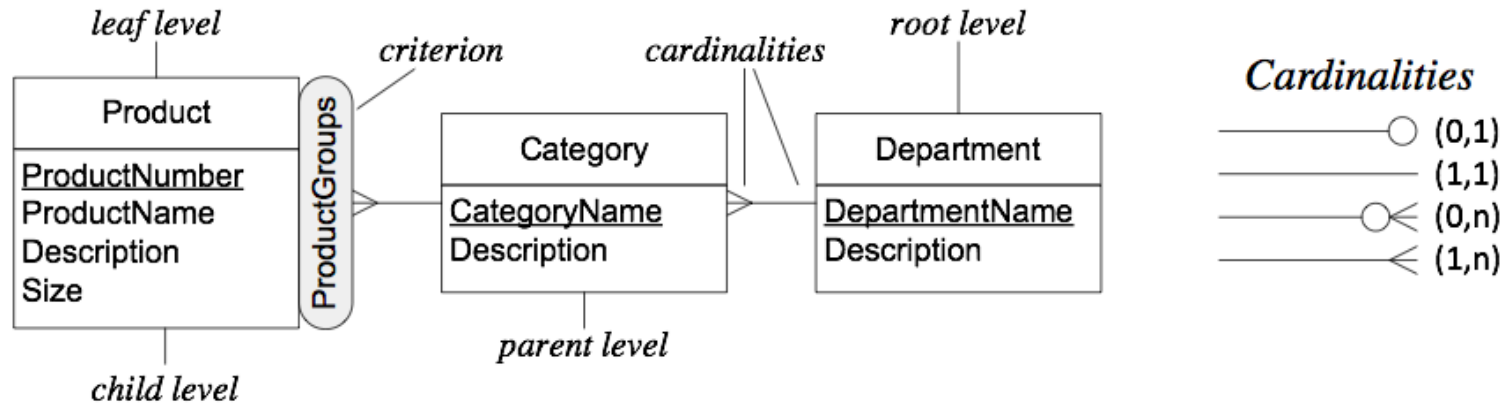 leaf level
criterion
cardinalities
root level
Product
ProductNumber
ProductName
Description
Size
ProductGroups
child level
Category
CategoryName
Description
parent level
Department
DepartmentName
Description
Cardinalities
(0,1)
(1,1)
(0,n)
(1,n)